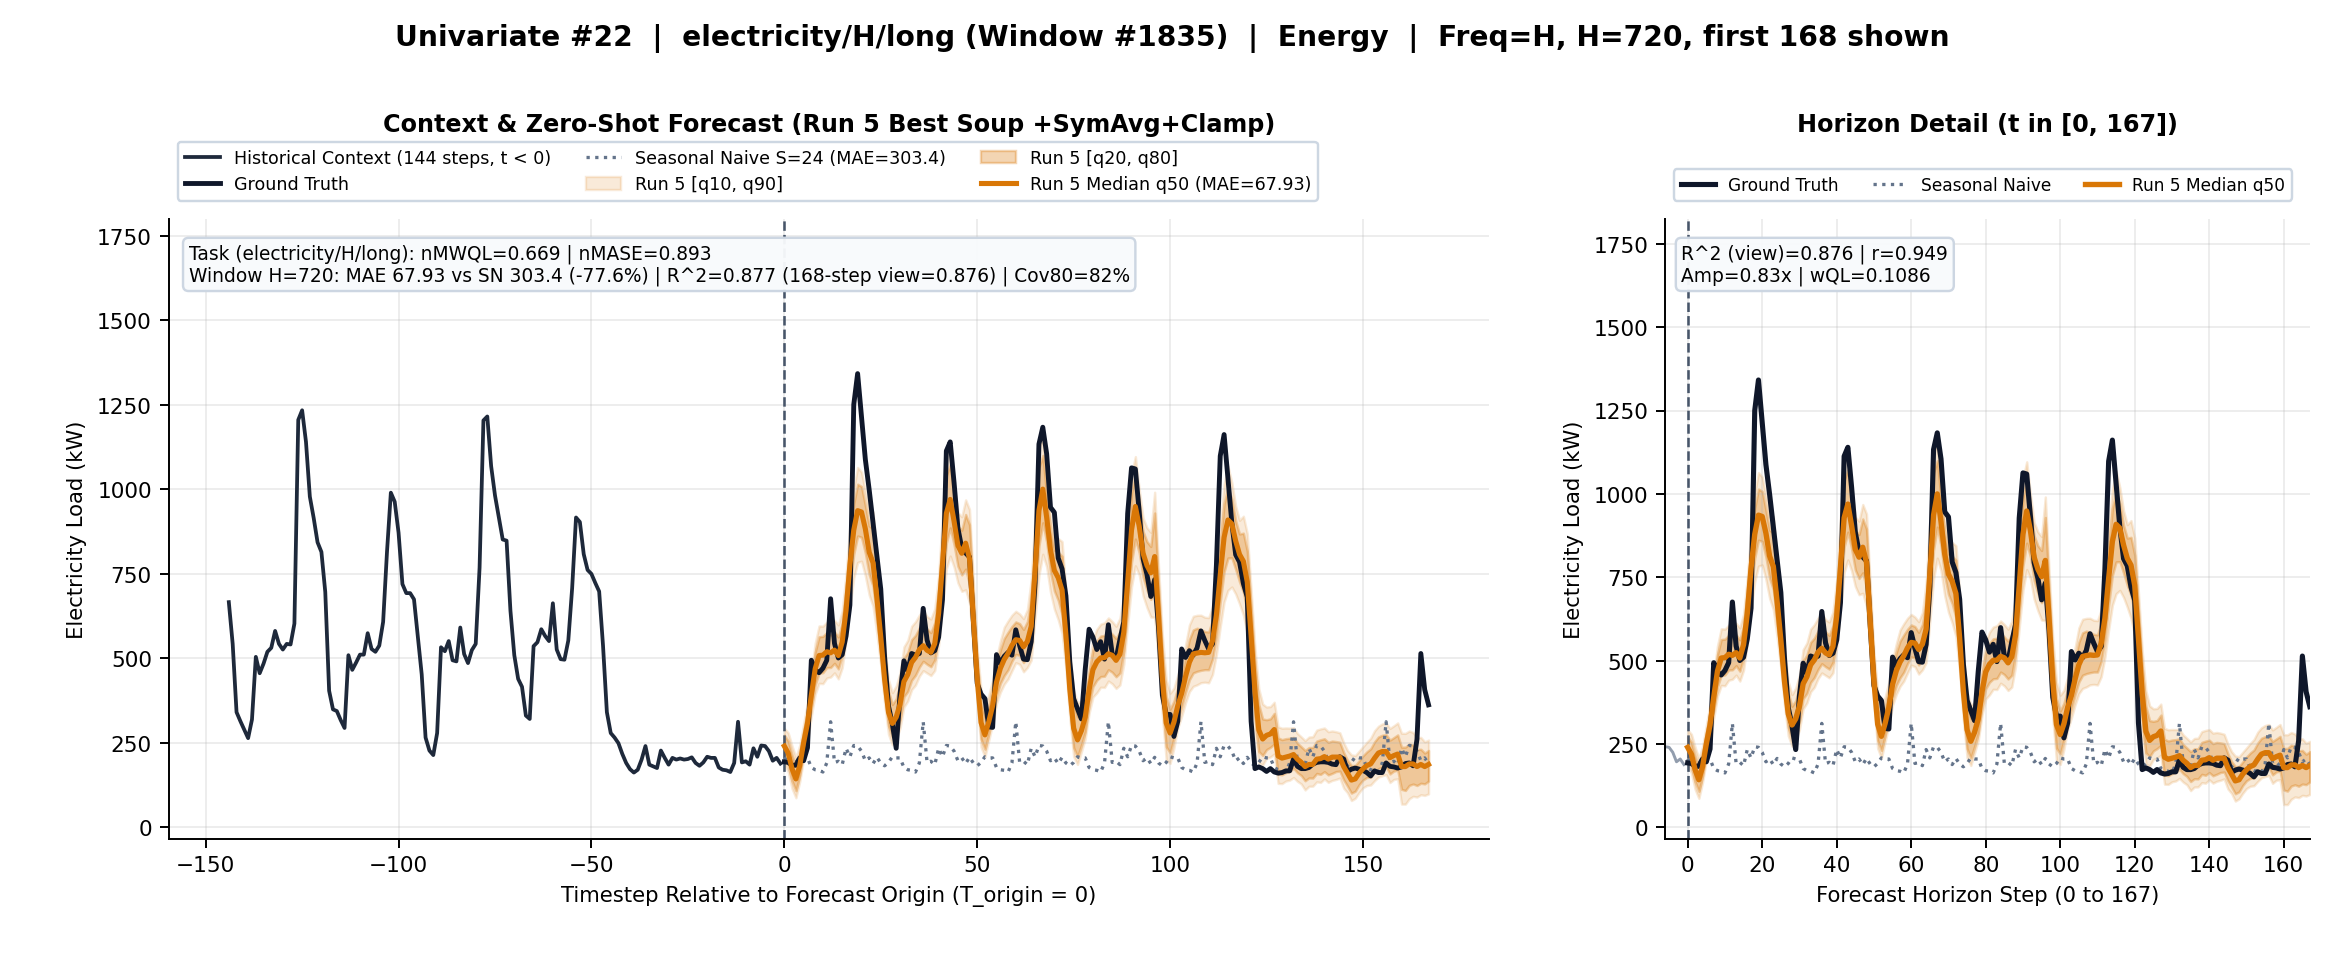 Univariate #22 | electricity/H/long (Window #1835) | Energy | Freq=H, H=720, first 168 shown
Context & Zero-Shot Forecast (Run 5 Best Soup +SymAvg+Clamp)
Historical Context (144 steps, t < 0)
Ground Truth
Seasonal Naive S=24 (MAE=303.4)
Run 5 [q10, q90]
Run 5 [q20, q80]
Run 5 Median q50 (MAE=67.93)
Task (electricity/H/long): nMWQL=0.669 | nMASE=0.893
Window H=720: MAE 67.93 vs SN 303.4 (-77.6%) | R^2=0.877 (168-step view=0.876) | Cov80=82%
Electricity Load (kW)
1750
1500
1250
1000
750
500
250
0
−150 −100 −50 0 50 100 150
Timestep Relative to Forecast Origin (T_origin = 0)
Horizon Detail (t in [0, 167])
Ground Truth Seasonal Naive Run 5 Median q50
R^2 (view)=0.876 | r=0.949
Amp=0.83x | wQL=0.1086
Electricity Load (kW)
1750
1500
1250
1000
750
500
250
0
0 20 40 60 80 100 120 140 160
Forecast Horizon Step (0 to 167)